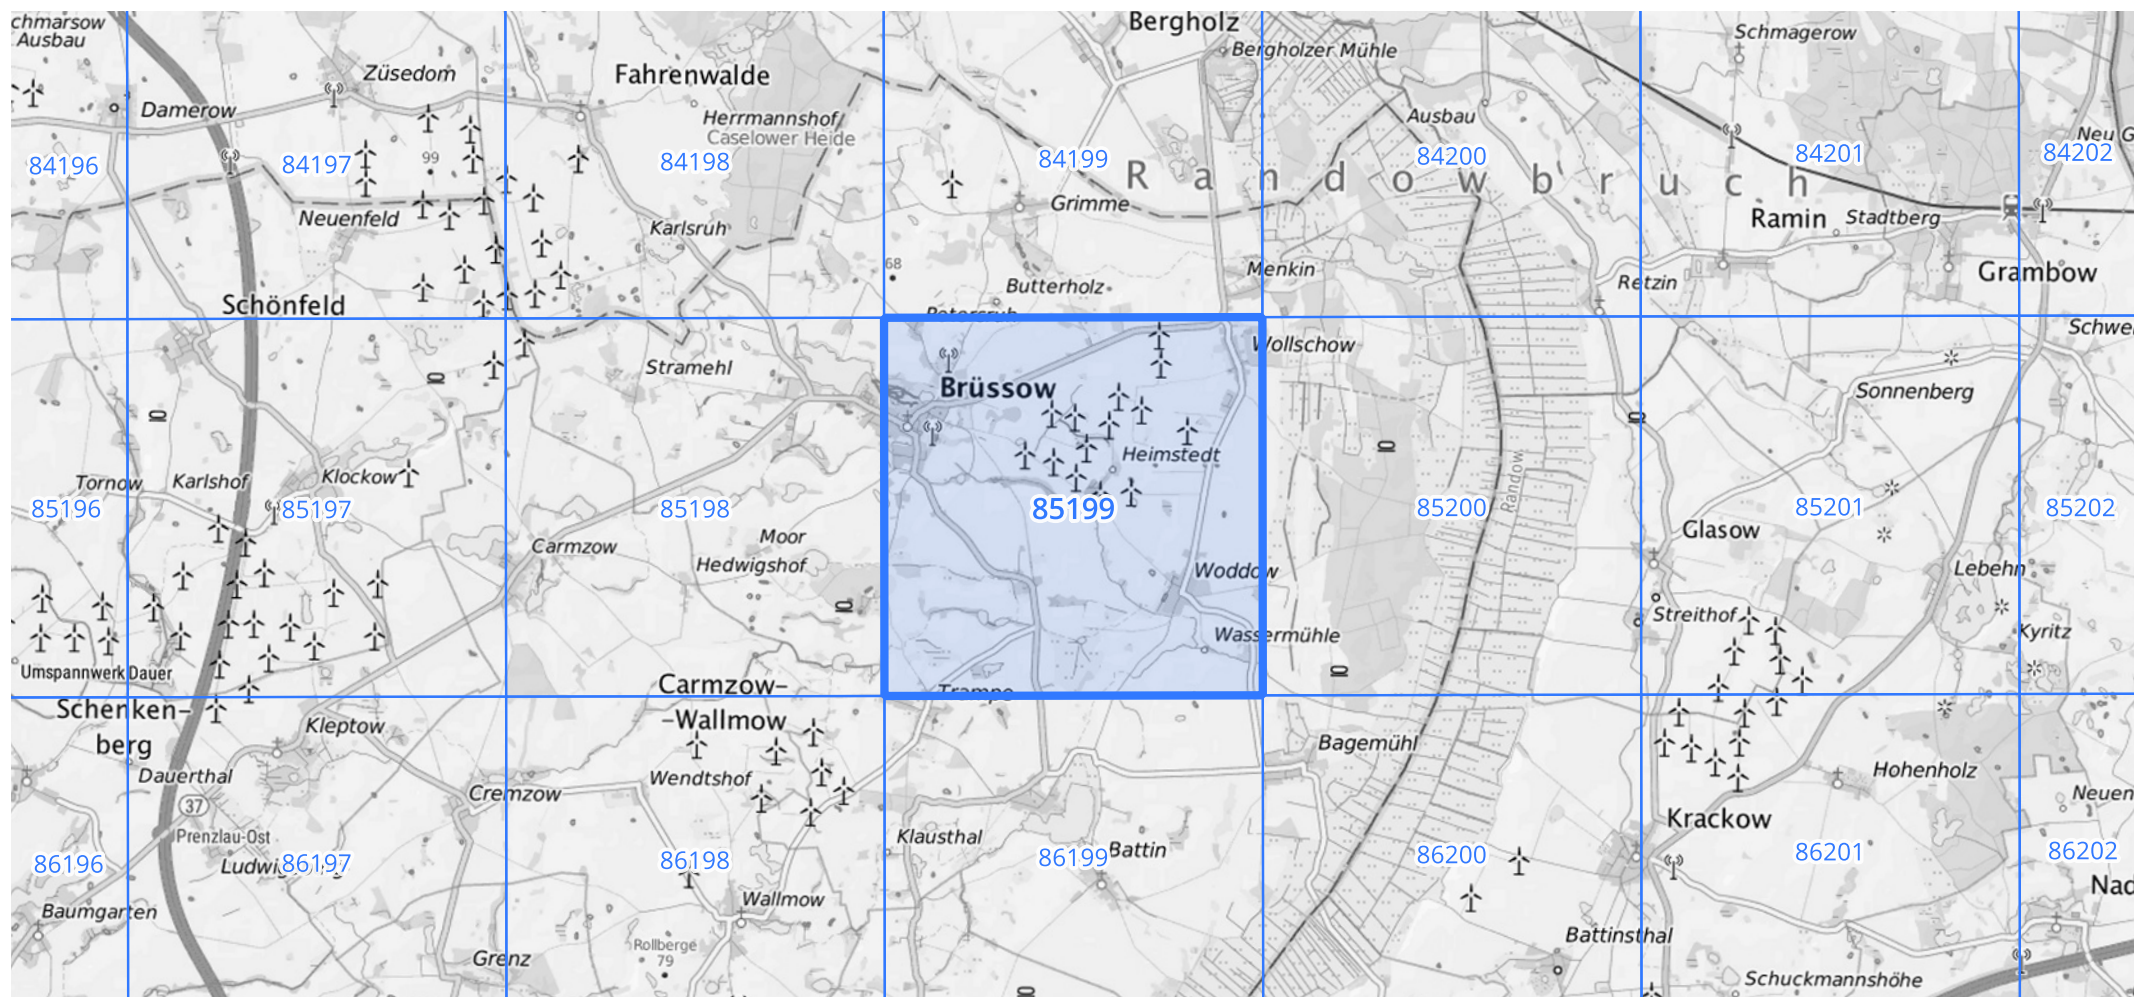 chmarsow
Ausbau
Züsedom
Damerow
Fahrenwalde
Herrmannshof
Caselower Heide
Bergholz
Bergholzer Mühle
Schmagerow
Ausbau
Neu G
84196
84197
99
84198
84199
84200
84201
84202
Randowbruch
Neuenfeld
Karlsruh
Grimme
Ramin
Stadtberg
68
Menkin
Butterholz
Retzin
Grambow
Schönfeld
Petersruh
Stramehl
Wollschow
Schwe
Brüssow
Sonnenberg
Heimstedt
Tornow
Karlshof
Klockow
Randow
85196
85197
85198
85199
85200
85201
85202
Carmzow
Moor
Hedwigshof
Glasow
Woddow
Lebehn
Streithof
Wassermühle
Kyritz
Umspannwerk Dauer
Carmzow-
-Wallmow
Trampe
Schenken-
berg
Kleptow
Bagemühl
Dauerthal
Wendtshof
Hohenholz
37
Cremzow
Neuen
Prenzlau-Ost
Klausthal
Battin
Krackow
86196
86197
86198
86199
86200
86201
86202
Nad
Baumgarten
Wallmow
Rollberge
79
Battinsthal
Grenz
Schuckmannshöhe